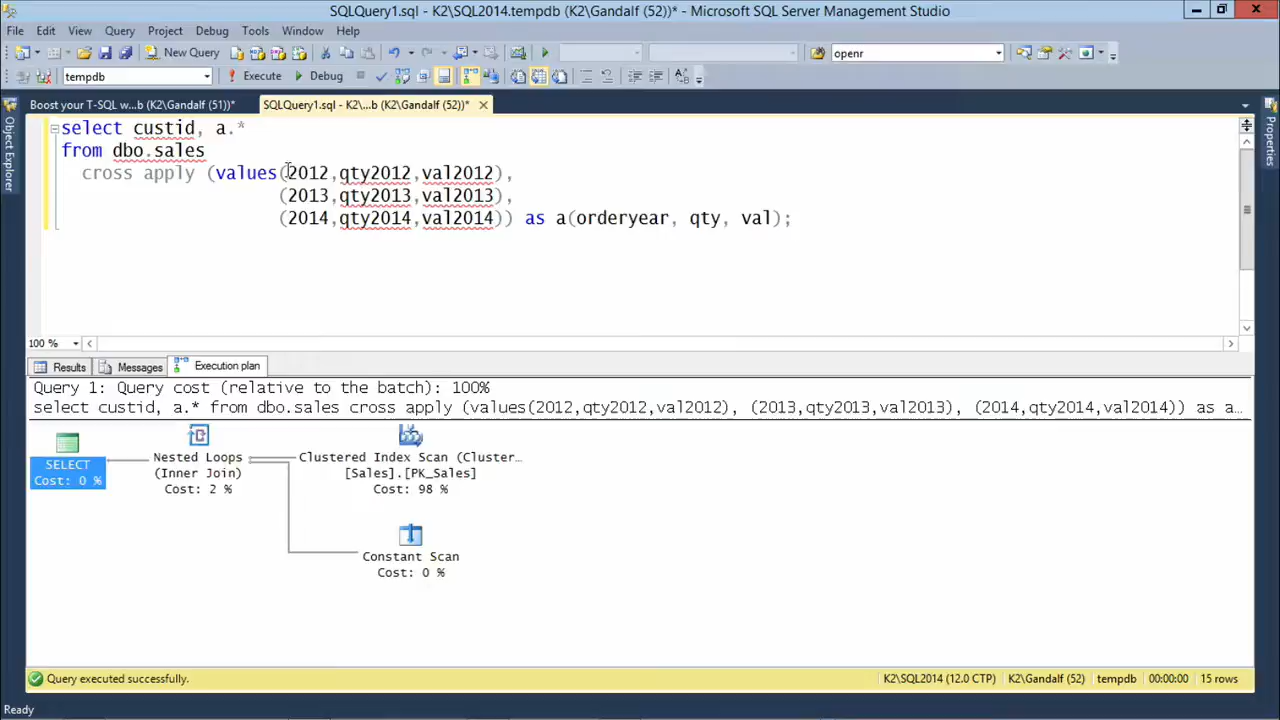 SQLQuery1.sql - K2\SQL2014.tempdb (K2\Gandalf (52))* - Microsoft SQL Server Management Studio
File Edit View Query Project Debug Tools Window Help
New Query openr
tempdb Execute Debug
Boost your T-SQL w...b (K2\Gandalf (51))* SQLQuery1.sql - K2\...b (K2\Gandalf (52))*
Object Explorer
Properties
select custid, a.*
from dbo.sales
cross apply (values(2012,qty2012,val2012),
(2013,qty2013,val2013),
(2014,qty2014,val2014)) as a(orderyear, qty, val);
100 %
Results Messages Execution plan
Query 1: Query cost (relative to the batch): 100%
select custid, a.* from dbo.sales cross apply (values(2012,qty2012,val2012), (2013,qty2013,val2013), (2014,qty2014,val2014)) as a…
SELECT
Cost: 0 %
Nested Loops
(Inner Join)
Cost: 2 %
Clustered Index Scan (Cluster…
[Sales].[PK_Sales]
Cost: 98 %
Constant Scan
Cost: 0 %
Query executed successfully. K2\SQL2014 (12.0 CTP) K2\Gandalf (52) tempdb 00:00:00 15 rows
Ready